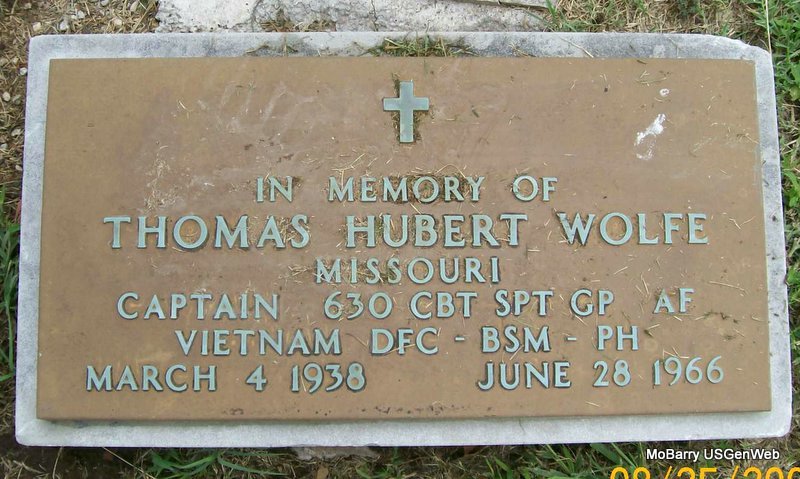 IN MEMORY OF
THOMAS HUBERT WOLFE
MISSOURI
CAPTAIN 630 CBT SPT GP AF
VIETNAM DFC - BSM - PH
MARCH 4 1938 JUNE 28 1966
MoBarry USGenWeb